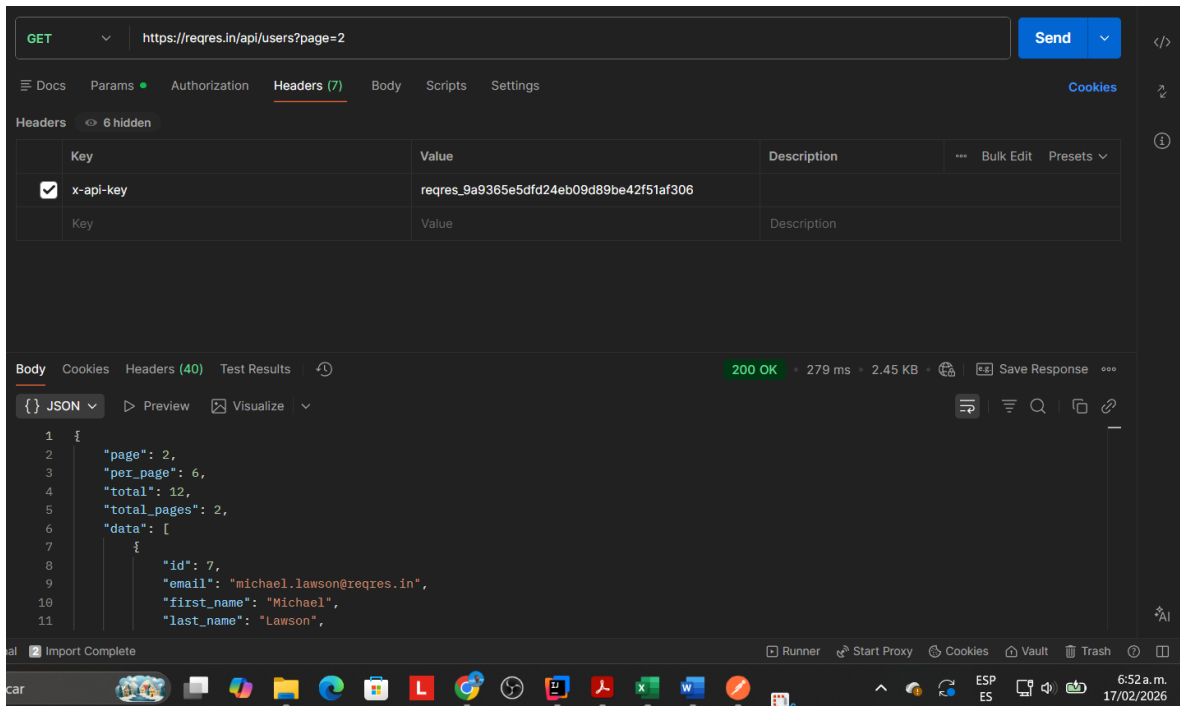 GET https://reqres.in/api/users?page=2 Send
Docs Params Authorization Headers (7) Body Scripts Settings Cookies
Headers 6 hidden
Key Value Description Bulk Edit Presets
x-api-key reqres_9a9365e5dfd24eb09d89be42f51af306
Key Value Description
Body Cookies Headers (40) Test Results 200 OK • 279 ms • 2.45 KB • e.g. Save Response
{} JSON Preview Visualize
1 {
2 "page": 2,
3 "per_page": 6,
4 "total": 12,
5 "total_pages": 2,
6 "data": [
7 {
8 "id": 7,
9 "email": "michael.lawson@reqres.in",
10 "first_name": "Michael",
11 "last_name": "Lawson",
AI
nal 2 Import Complete Runner Start Proxy Cookies Vault Trash
car L ESP 6:52 a. m.
ES 17/02/2026